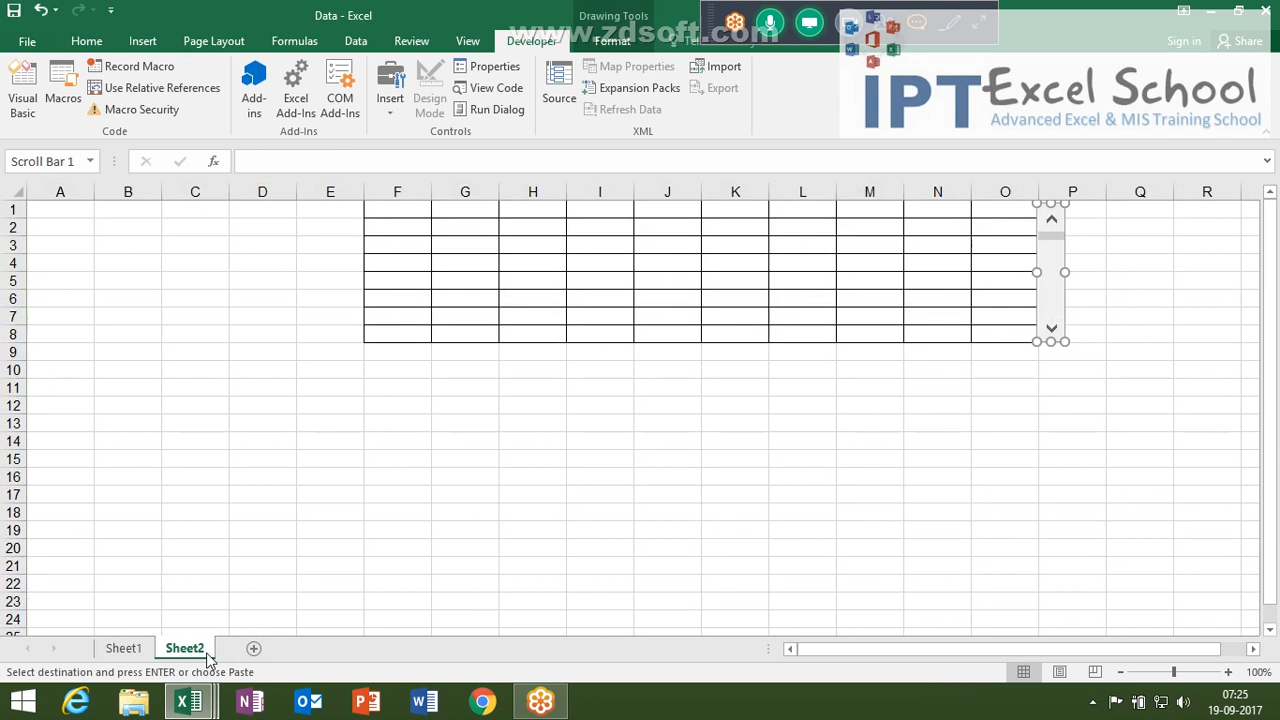 Data - Excel
Drawing Tools
www.zdsoft.com
File
Home
Insert
Page Layout
Formulas
Data
Review
View
Developer
Format
Sign in
Share
IPT Excel School
Advanced Excel & MIS Training School
Visual Basic
Macros
Record Macro
Use Relative References
Macro Security
Code
Add-ins
Excel Add-Ins
COM Add-Ins
Add-Ins
Insert
Design Mode
Properties
View Code
Run Dialog
Controls
Source
Map Properties
Expansion Packs
Refresh Data
Import
Export
XML
Scroll Bar 1
fx
A B C D E F G H I J K L M N O P Q R
1
2
3
4
5
6
7
8
9
10
11
12
13
14
15
16
17
18
19
20
21
22
23
24
Sheet1
Sheet2
Select destination and press ENTER or choose Paste
100%
07:25
19-09-2017